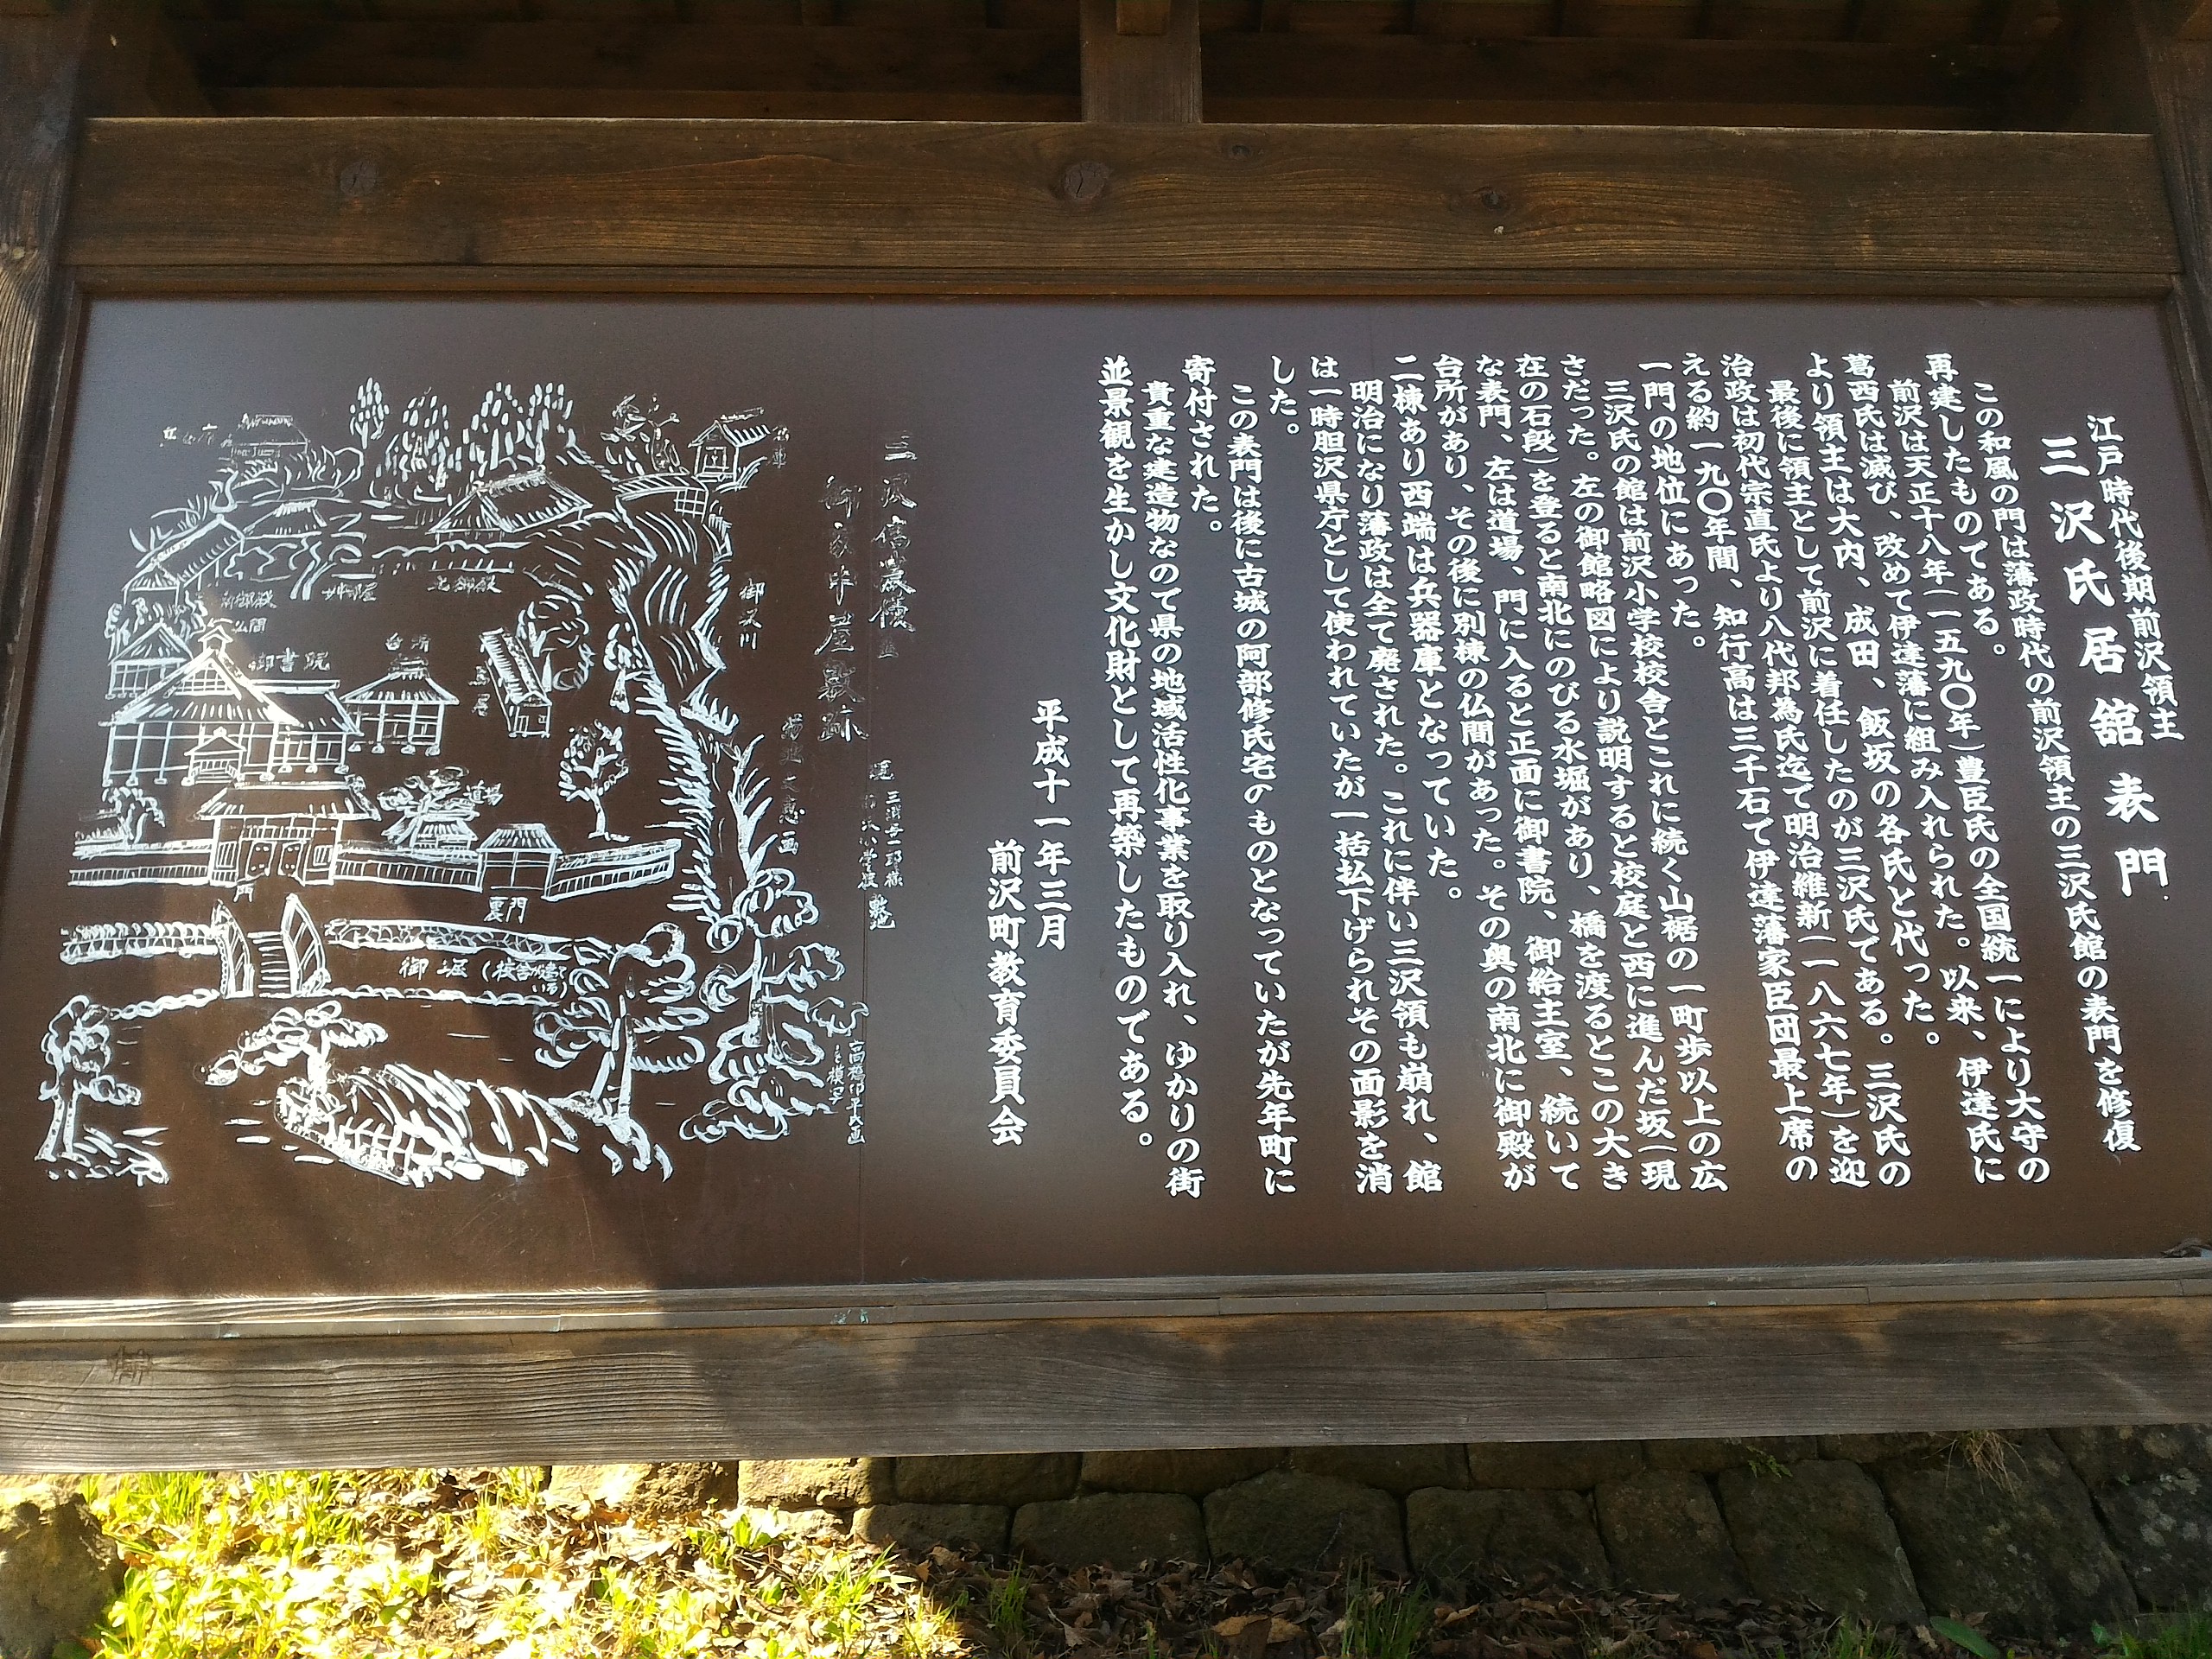 江戸時代後期前沢領主
三沢氏居舘表門
この和風の門は藩政時代の前沢領主の三沢氏館の表門を修復
再建したものてある。
前沢は天正十八年(一五九〇年)豊臣氏の全国統一により大守の
葛西氏は滅び、改めて伊達藩に組み入れられた。以来、伊達氏に
より領主は大内、成田、飯坂の各氏と代った。
最後に領主として前沢に着任したのが三沢氏てある。三沢氏の
治政は初代宗直氏より八代邦為氏迄て明治維新(一八六七年)を迎
える約一九〇年間、知行高は三千石で伊達藩家臣団最上席の
一門の地位にあった。
三沢氏の館は前沢小学校校舎とこれに続く山裾の一町歩以上の広
さだった。左の御館略図により説明すると校庭と西に進んだ坂(現
在の石段)を登ると南北にのびる水堀があり、橋を渡るとこの大き
な表門、左は道場、門に入ると正面に御書院、御給主室、続いて
台所があり、その後に別棟の仏間があった。その奥の南北に御殿が
二棟あり西端は兵器庫となっていた。
明治になり藩政は全て廃された。これに伴い三沢領も崩れ、館
は一時胆沢県庁として使われていたが一括払下げられその面影を消
した。
この表門は後に古城の阿部修氏宅のものとなっていたが先年町に
寄付された。
貴重な建造物なので県の地域活性化事業を取り入れ、ゆかりの街
並景観を生かし文化財として再築したものである。
平成十一年三月
前沢町教育委員会
御家中屋敷跡
御書院
仏間
台所
道場
門
裏門
御堀